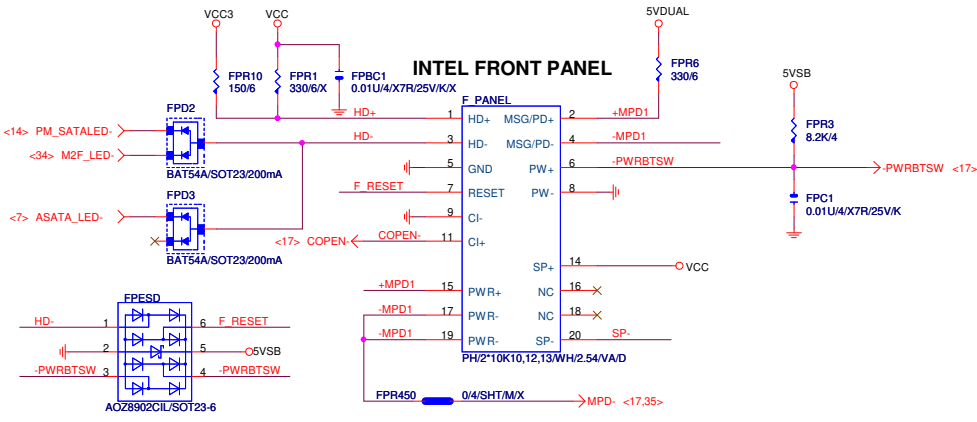 VCC3
VCC
5VDUAL
FPR10
150/6
FPR1
330/6/X
FPBC1
0.01U/4/X7R/25V/K/X
INTEL FRONT PANEL
FPR6
330/6
5VSB
FPR3
8.2K/4
FPD2
<14> PM_SATALED-
<34> M2F_LED-
BAT54A/SOT23/200mA
FPD3
<7> ASATA_LED-
BAT54A/SOT23/200mA
F_PANEL
HD+ 1 HD+ MSG/PD+ 2 +MPD1
HD- 3 HD- MSG/PD- 4 -MPD1
5 GND PW+ 6 -PWRBTSW
-PWRBTSW <17>
F_RESET 7 RESET PW- 8
9 CI-
<17> COPEN- COPEN- 11 CI+
SP+ 14 VCC
+MPD1 15 PWR+ NC 16
-MPD1 17 PWR- NC 18
-MPD1 19 PWR- SP- 20 SP-
PH/2*10K10,12,13/WH/2.54/VA/D
FPC1
0.01U/4/X7R/25V/K
FPESD
HD- 1 6 F_RESET
2 5 5VSB
-PWRBTSW 3 4 -PWRBTSW
AOZ8902CIL/SOT23-6
FPR450 0/4/SHT/M/X MPD- <17,35>